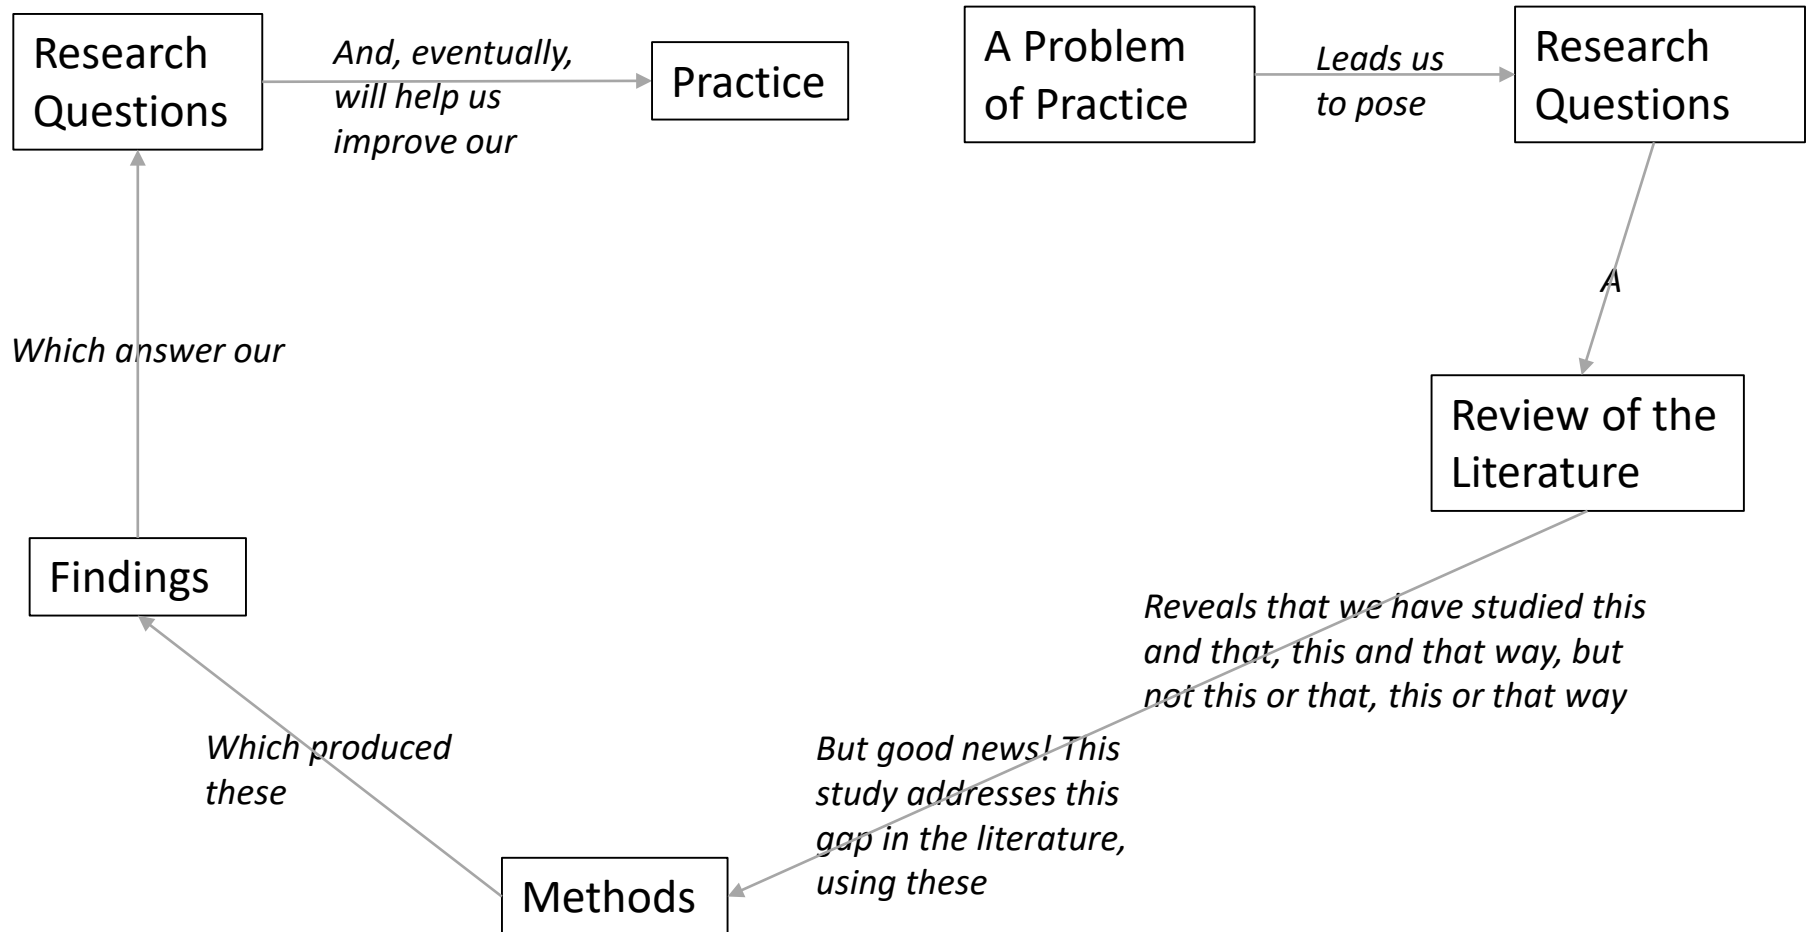 A Problem
of Practice
Leads us
to pose
Research
Questions
A
Review of the
Literature
Reveals that we have studied this
and that, this and that way, but
not this or that, this or that way
But good news! This
study addresses this
gap in the literature,
using these
Methods
Which produced
these
Findings
Which answer our
Research
Questions
And, eventually,
will help us
improve our
Practice